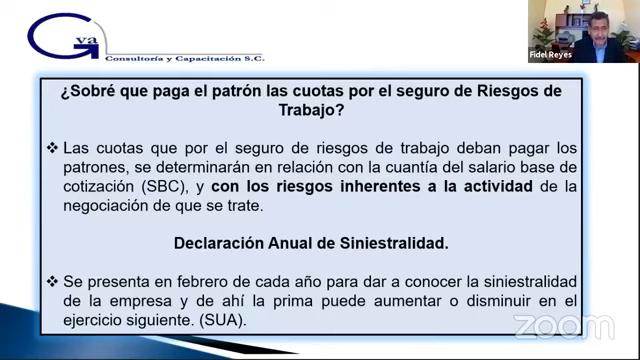 Gva
Consultoría y Capacitación S.C.
Fidel Reyes
¿Sobré que paga el patrón las cuotas por el seguro de Riesgos de
Trabajo?
❖ Las cuotas que por el seguro de riesgos de trabajo deban pagar los
patrones, se determinarán en relación con la cuantía del salario base de
cotización (SBC), y con los riesgos inherentes a la actividad de la
negociación de que se trate.
Declaración Anual de Siniestralidad.
❖ Se presenta en febrero de cada año para dar a conocer la siniestralidad
de la empresa y de ahí la prima puede aumentar o disminuir en el
ejercicio siguiente. (SUA).
zoom